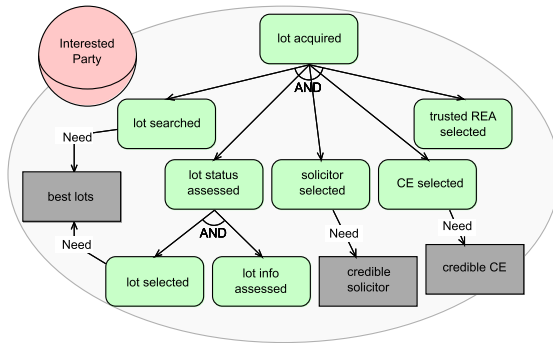 Interested
Party
lot acquired
AND
lot searched
trusted REA
selected
Need
lot status
assessed
solicitor
selected
CE selected
best lots
AND
Need
Need
Need
lot selected
lot info
assessed
credible
solicitor
credible CE